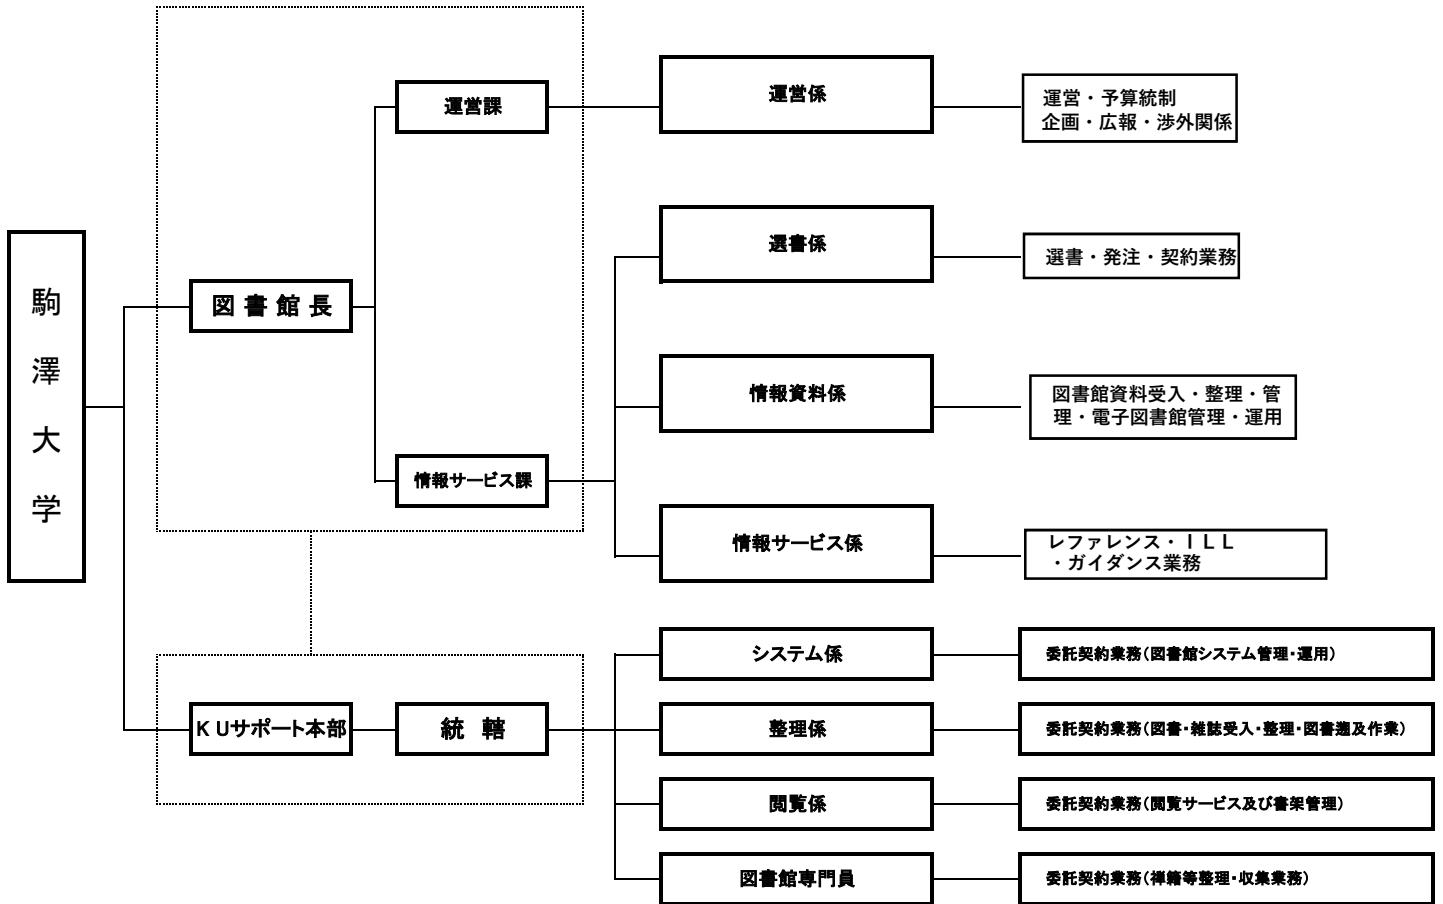 駒
澤
大
学
図書館長
運営課
情報サービス課
運営係
運営・予算統制
企画・広報・渉外関係
選書係
選書・発注・契約業務
情報資料係
図書館資料受入・整理・管
理・電子図書館管理・運用
情報サービス係
レファレンス・ＩＬＬ
・ガイダンス業務
ＫＵサポート本部
統 轄
システム係
委託契約業務（図書館システム管理・運用）
整理係
委託契約業務（図書・雑誌受入・整理・図書遡及作業）
閲覧係
委託契約業務（閲覧サービス及び書架管理）
図書館専門員
委託契約業務（禅籍等整理・収集業務）